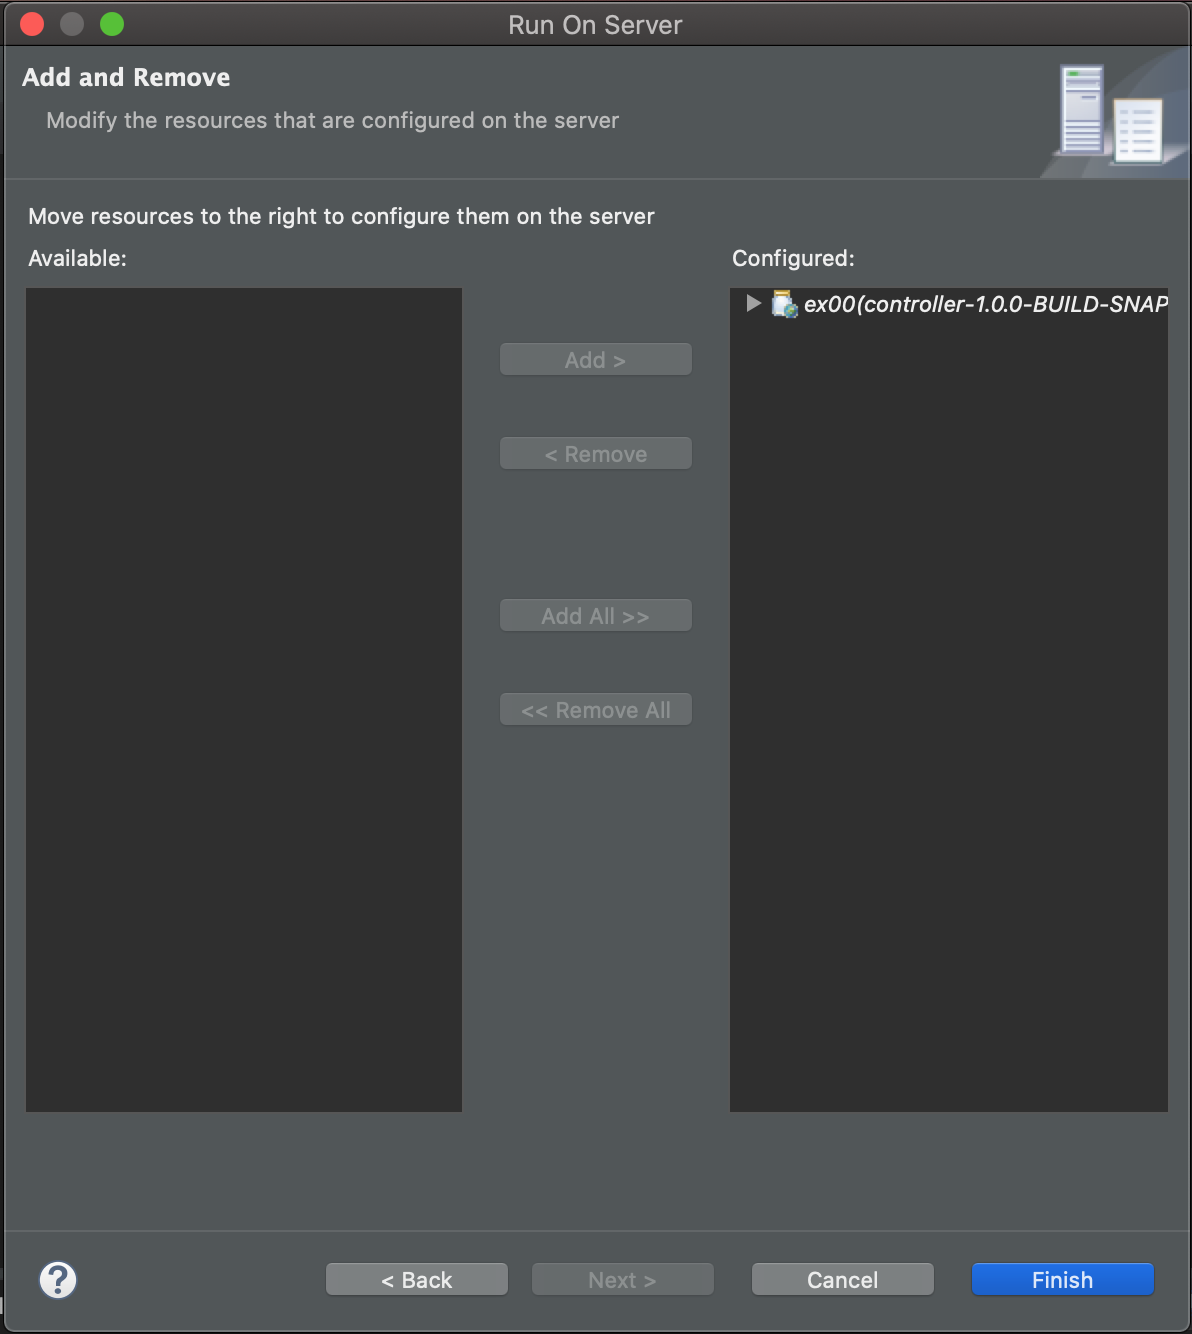 Run On Server
Add and Remove
Modify the resources that are configured on the server
Move resources to the right to configure them on the server
Available:
Configured:
ex00(controller-1.0.0-BUILD-SNAP
Add >
< Remove
Add All >>
<< Remove All
?
< Back
Next >
Cancel
Finish